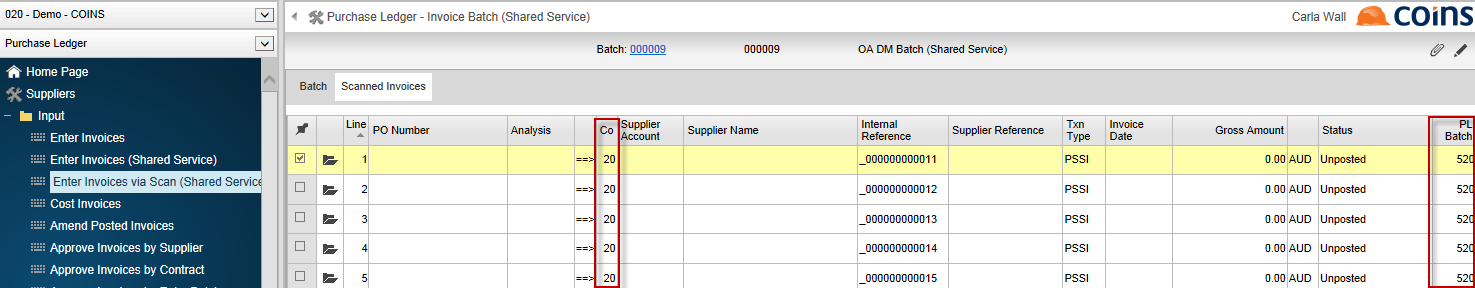 020 - Demo - COINS
Purchase Ledger - Invoice Batch (Shared Service)
Carla Wall
coins
Purchase Ledger
Batch: 000009 000009 OA DM Batch (Shared Service)
Home Page
Suppliers
Input
Enter Invoices
Enter Invoices (Shared Service)
Enter Invoices via Scan (Shared Service
Cost Invoices
Amend Posted Invoices
Approve Invoices by Supplier
Approve Invoices by Contract
Batch Scanned Invoices
Line PO Number Analysis Co Supplier Account Supplier Name Internal Reference Supplier Reference Txn Type Invoice Date Gross Amount Status PL Batch
1 ==> 20 _000000000011 PSSI 0.00 AUD Unposted 520
2 ==> 20 _000000000012 PSSI 0.00 AUD Unposted 520
3 ==> 20 _000000000013 PSSI 0.00 AUD Unposted 520
4 ==> 20 _000000000014 PSSI 0.00 AUD Unposted 520
5 ==> 20 _000000000015 PSSI 0.00 AUD Unposted 520